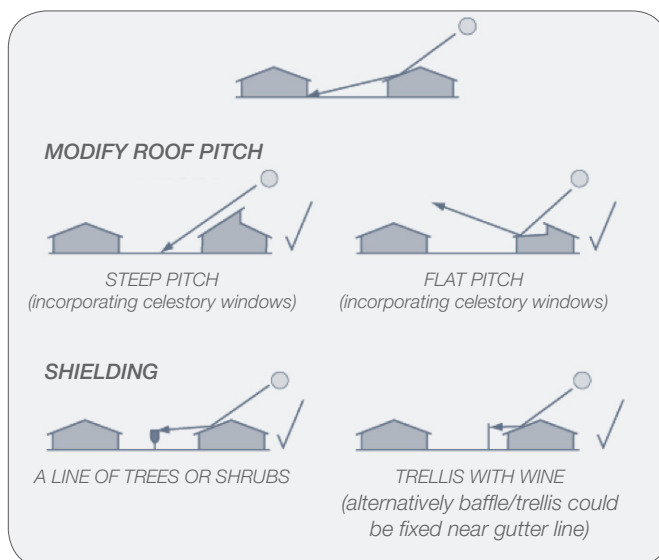 MODIFY ROOF PITCH
STEEP PITCH
(incorporating celestory windows)
FLAT PITCH
(incorporating celestory windows)
SHIELDING
A LINE OF TREES OR SHRUBS
TRELLIS WITH WINE
(alternatively baffle/trellis could
be fixed near gutter line)